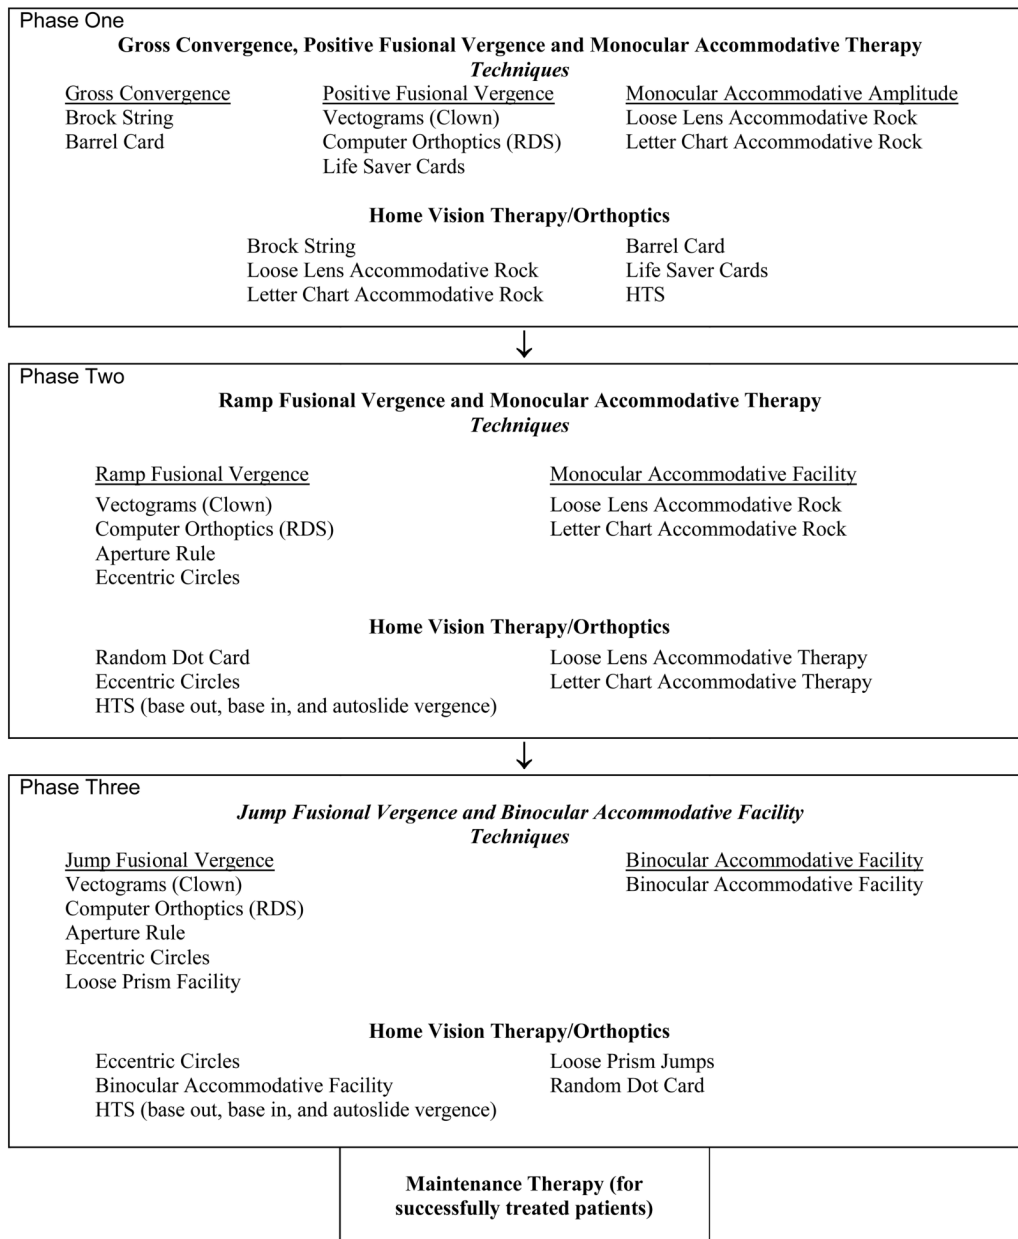 Phase One
Gross Convergence, Positive Fusional Vergence and Monocular Accommodative Therapy
Techniques
Gross Convergence
Brock String
Barrel Card
Positive Fusional Vergence
Vectograms (Clown)
Computer Orthoptics (RDS)
Life Saver Cards
Monocular Accommodative Amplitude
Loose Lens Accommodative Rock
Letter Chart Accommodative Rock
Home Vision Therapy/Orthoptics
Brock String
Loose Lens Accommodative Rock
Letter Chart Accommodative Rock
Barrel Card
Life Saver Cards
HTS
↓
Phase Two
Ramp Fusional Vergence and Monocular Accommodative Therapy
Techniques
Ramp Fusional Vergence
Vectograms (Clown)
Computer Orthoptics (RDS)
Aperture Rule
Eccentric Circles
Monocular Accommodative Facility
Loose Lens Accommodative Rock
Letter Chart Accommodative Rock
Home Vision Therapy/Orthoptics
Random Dot Card
Eccentric Circles
HTS (base out, base in, and autoslide vergence)
Loose Lens Accommodative Therapy
Letter Chart Accommodative Therapy
↓
Phase Three
Jump Fusional Vergence and Binocular Accommodative Facility
Techniques
Jump Fusional Vergence
Vectograms (Clown)
Computer Orthoptics (RDS)
Aperture Rule
Eccentric Circles
Loose Prism Facility
Binocular Accommodative Facility
Binocular Accommodative Facility
Home Vision Therapy/Orthoptics
Eccentric Circles
Binocular Accommodative Facility
HTS (base out, base in, and autoslide vergence)
Loose Prism Jumps
Random Dot Card
Maintenance Therapy (for
successfully treated patients)